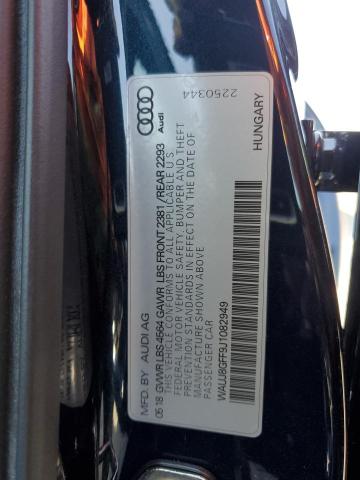 2250344
Audi
HUNGARY
MFD. BY AUDI AG
05 18 GVWR LBS 4564 GAWR LBS FRONT 2381 / REAR 2293
THIS VEHICLE CONFORMS TO ALL APPLICABLE U.S.
FEDERAL MOTOR VEHICLE SAFETY, BUMPER AND THEFT
PREVENTION STANDARDS IN EFFECT ON THE DATE OF
MANUFACTURE SHOWN ABOVE
PASSENGER CAR
WAUJ8GFF9J1082949